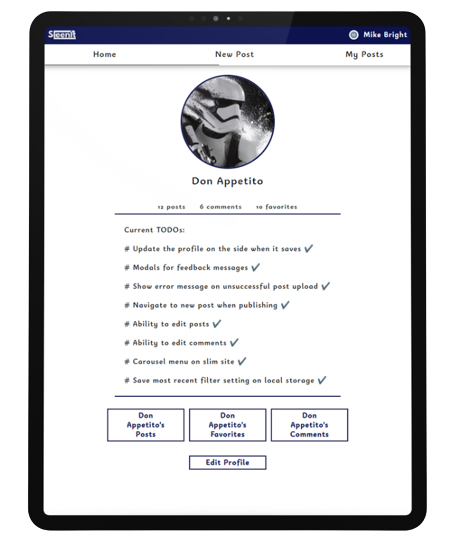 Sleenit
Mike Bright
Home New Post My Posts
Don Appetito
12 posts 6 comments 10 favorites
Current TODOs:
# Update the profile on the side when it saves ✔
# Modals for feedback messages ✔
# Show error message on unsuccessful post upload ✔
# Navigate to new post when publishing ✔
# Ability to edit posts ✔
# Ability to edit comments ✔
# Carousel menu on slim site ✔
# Save most recent filter setting on local storage ✔
Don
Appetito's
Posts
Don
Appetito's
Favorites
Don
Appetito's
Comments
Edit Profile